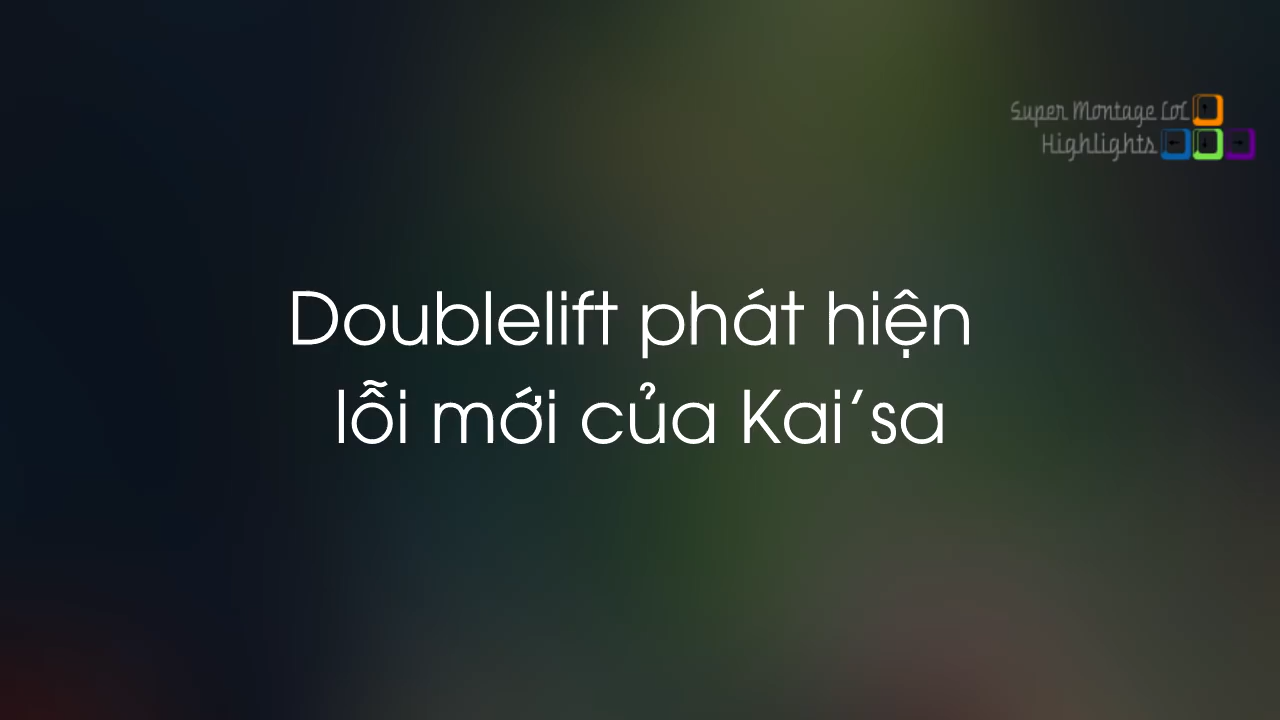 Super Montage LoL
Highlights
Doublelift phát hiện
lỗi mới của Kai’sa